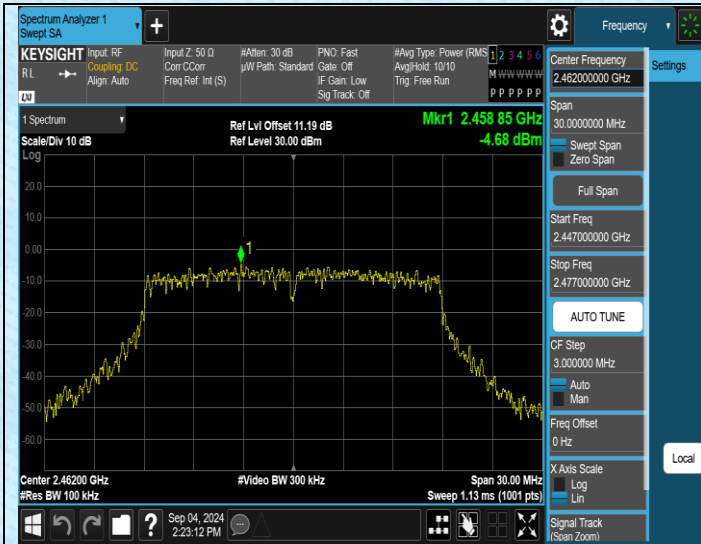 Spectrum Analyzer 1
Swept SA
Frequency
KEYSIGHT
RL
LXI
Input: RF
Coupling: DC
Align: Auto
Input Z: 50 Ω
Corr CCorr
Freq Ref: Int (S)
#Atten: 30 dB
µW Path: Standard
PNO: Fast
Gate: Off
IF Gain: Low
Sig Track: Off
#Avg Type: Power (RMS
Avg|Hold: 10/10
Trig: Free Run
1 2 3 4 5 6
M W W W W W
P P P P P P
1 Spectrum
Scale/Div 10 dB
Ref Lvl Offset 11.19 dB
Ref Level 30.00 dBm
Mkr1 2.458 85 GHz
-4.68 dBm
Log
20.0
10.0
0.00
-10.0
-20.0
-30.0
-40.0
-50.0
-60.0
1
Center 2.46200 GHz
#Res BW 100 kHz
#Video BW 300 kHz
Span 30.00 MHz
Sweep 1.13 ms (1001 pts)
Sep 04, 2024
2:23:12 PM
Center Frequency
2.462000000 GHz
Span
30.0000000 MHz
Swept Span
Zero Span
Full Span
Start Freq
2.447000000 GHz
Stop Freq
2.477000000 GHz
AUTO TUNE
CF Step
3.000000 MHz
Auto
Man
Freq Offset
0 Hz
X Axis Scale
Log
Lin
Signal Track
(Span Zoom)
Settings
Local